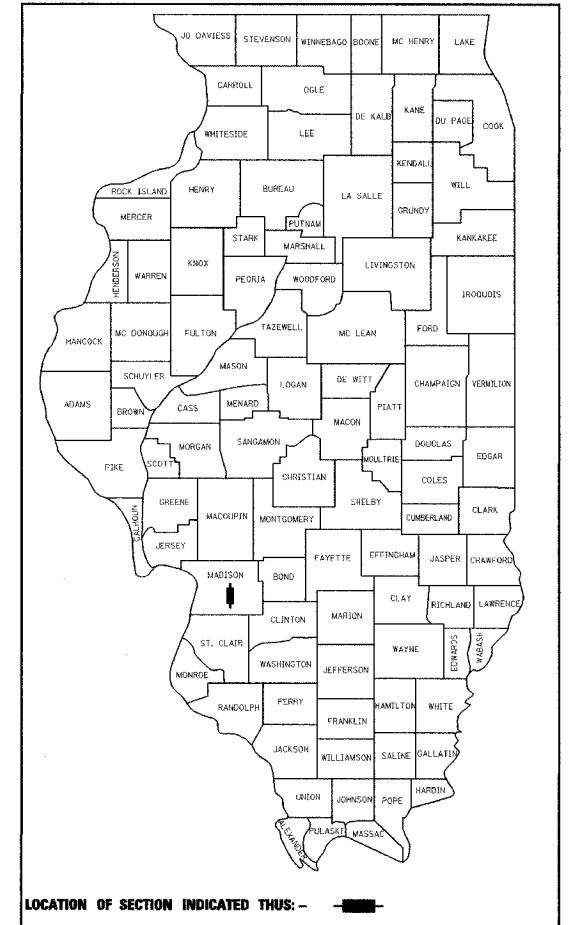 JO DAVIESS STEVENSON WINNEBAGO BOONE MC HENRY LAKE
CARROLL OGLE DE KALB KANE DU PAGE COOK
WHITESIDE LEE
KENDALL WILL
ROCK ISLAND HENRY BUREAU LA SALLE GRUNDY
MERCER PUTNAM
HENDERSON WARREN KNOX STARK MARSHALL KANKAKEE
PEORIA WOODFORD LIVINGSTON IROQUOIS
HANCOCK MC DONOUGH FULTON TAZEWELL MC LEAN FORD
MASON
SCHUYLER LOGAN DE WITT CHAMPAIGN VERMILION
ADAMS BROWN CASS MENARD MACON PIATT
MORGAN SANGAMON DOUGLAS EDGAR
PIKE SCOTT CHRISTIAN MOULTRIE COLES
CALHOUN GREENE MACOUPIN MONTGOMERY SHELBY CUMBERLAND CLARK
JERSEY FAYETTE EFFINGHAM JASPER CRAWFORD
MADISON BOND
CLAY RICHLAND LAWRENCE
CLINTON MARION
ST. CLAIR WAYNE EDWARDS WABASH
MONROE WASHINGTON JEFFERSON
RANDOLPH PERRY HAMILTON WHITE
FRANKLIN
JACKSON WILLIAMSON SALINE GALLATIN
UNION JOHNSON POPE HARDIN
ALEXANDER PULASKI MASSAC
LOCATION OF SECTION INDICATED THUS: –